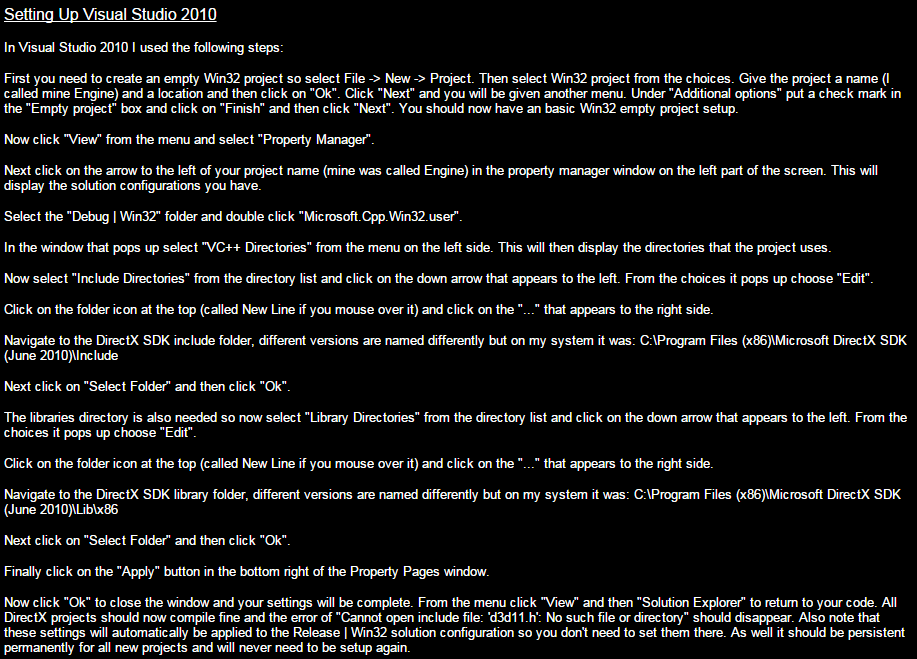 Setting Up Visual Studio 2010
In Visual Studio 2010 I used the following steps:
First you need to create an empty Win32 project so select File -> New -> Project. Then select Win32 project from the choices. Give the project a name (I
called mine Engine) and a location and then click on "Ok". Click "Next" and you will be given another menu. Under "Additional options" put a check mark in
the "Empty project" box and click on "Finish" and then click "Next". You should now have an basic Win32 empty project setup.
Now click "View" from the menu and select "Property Manager".
Next click on the arrow to the left of your project name (mine was called Engine) in the property manager window on the left part of the screen. This will
display the solution configurations you have.
Select the "Debug | Win32" folder and double click "Microsoft.Cpp.Win32.user".
In the window that pops up select "VC++ Directories" from the menu on the left side. This will then display the directories that the project uses.
Now select "Include Directories" from the directory list and click on the down arrow that appears to the left. From the choices it pops up choose "Edit".
Click on the folder icon at the top (called New Line if you mouse over it) and click on the "..." that appears to the right side.
Navigate to the DirectX SDK include folder, different versions are named differently but on my system it was: C:\Program Files (x86)\Microsoft DirectX SDK
(June 2010)\Include
Next click on "Select Folder" and then click "Ok".
The libraries directory is also needed so now select "Library Directories" from the directory list and click on the down arrow that appears to the left. From the
choices it pops up choose "Edit".
Click on the folder icon at the top (called New Line if you mouse over it) and click on the "..." that appears to the right side.
Navigate to the DirectX SDK library folder, different versions are named differently but on my system it was: C:\Program Files (x86)\Microsoft DirectX SDK
(June 2010)\Lib\x86
Next click on "Select Folder" and then click "Ok".
Finally click on the "Apply" button in the bottom right of the Property Pages window.
Now click "Ok" to close the window and your settings will be complete. From the menu click "View" and then "Solution Explorer" to return to your code. All
DirectX projects should now compile fine and the error of "Cannot open include file: 'd3d11.h': No such file or directory" should disappear. Also note that
these settings will automatically be applied to the Release | Win32 solution configuration so you don't need to set them there. As well it should be persistent
permanently for all new projects and will never need to be setup again.